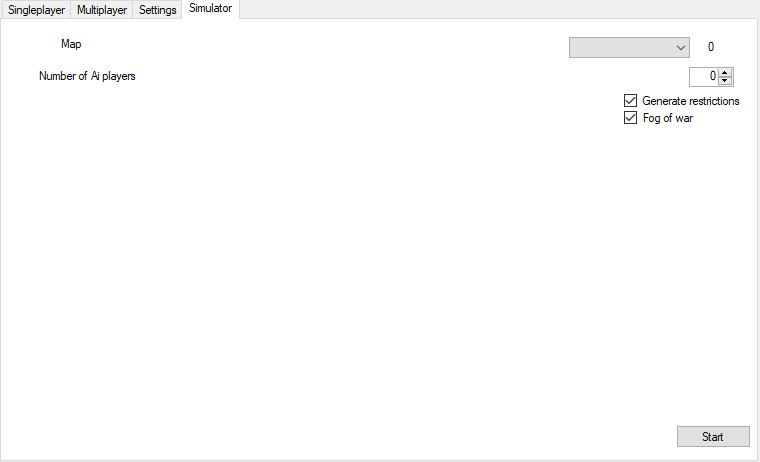 Singleplayer Multiplayer Settings Simulator
Map 0
Number of Ai players 0
Generate restrictions
Fog of war
Start